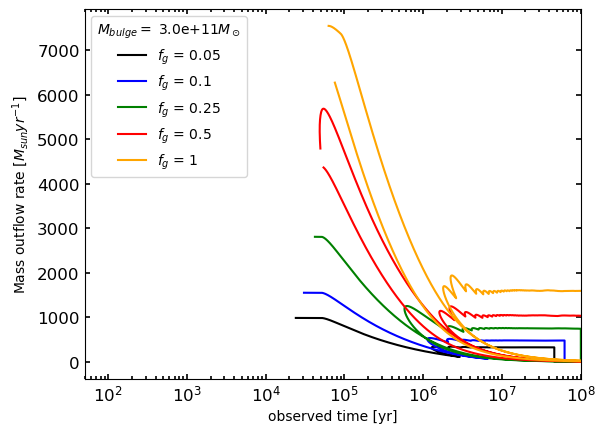 M_bulge = 3.0e+11M_⊙
f_g = 0.05
f_g = 0.1
f_g = 0.25
f_g = 0.5
f_g = 1
Mass outflow rate [M_sun yr^−1]
7000
6000
5000
4000
3000
2000
1000
0
10^2 10^3 10^4 10^5 10^6 10^7 10^8
observed time [yr]